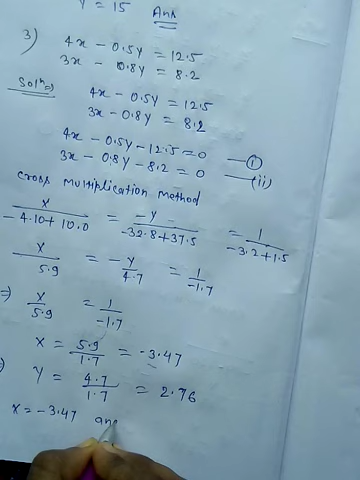 Y = 15 Ans
3) 4x - 0.5y = 12.5
3x - 0.8y = 8.2
Solⁿ⇒ 4x - 0.5y = 12.5
3x - 0.8y = 8.2
4x - 0.5y - 12.5 = 0 —(i)
3x - 0.8y - 8.2 = 0 —(ii)
Cross Multiplication method
x / -4.10 + 10.0 = -y / -32.8 + 37.5 = 1 / -3.2 + 1.5
x / 5.9 = -y / 4.7 = 1 / -1.7
⇒ x / 5.9 = 1 / -1.7
x = 5.9 / 1.7 = -3.47
y = 4.7 / 1.7 = 2.76
x = -3.47 an